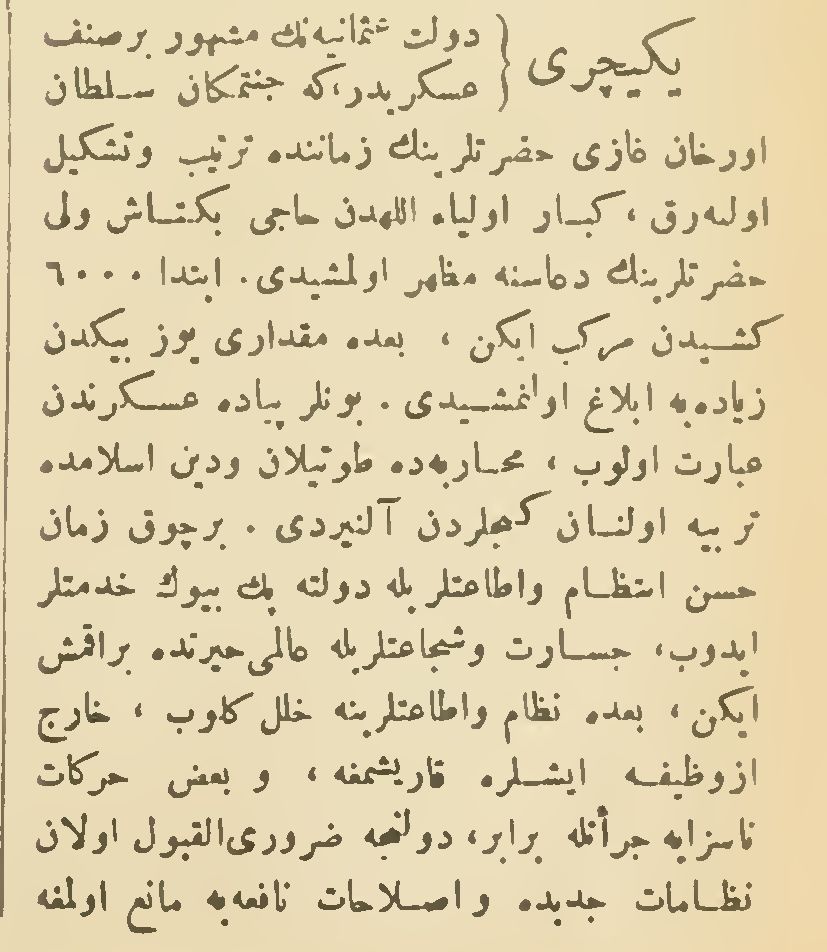 یکیچری { دولت عثمانیه‌نك مشهور بر صنف
عسکریدر، که جنتمکان سلطان
اورخان غازی حضرتلرینك زماننده ترتیب وتشکیل
اولنه‌رق، کبار اولیاء اللهدن حاجی بکتاش ولی
حضرتلرینك دعاسنه مظهر اولمشیدی. ابتدا ٦٠٠٠
کشیدن مرکب ایکن، بعده مقداری یوز بیکدن
زیاده‌یه ابلاغ اولنمشیدی. بونلر پیاده عسکرندن
عبارت اولوب، محاربه‌ده طوتیلان ودین اسلامده
تربیه اولنان کنجلردن آلنیردی. برچوق زمان
حسن انتظام واطاعتلریله دولته پك بیوك خدمتلر
ایدوب، جسارت وشجاعتلریله عالمی حیرتده براقمش
ایکن، بعده نظام واطاعتلرینه خلل کلوب، خارج
ازوظیفه ایشلره قاریشمغه، و بعض حرکات
ناسزایه جرأتله برابر، دولتجه ضروری‌القبول اولان
نظامات جدیده و اصلاحات نافعه‌یه مانع اولمغه